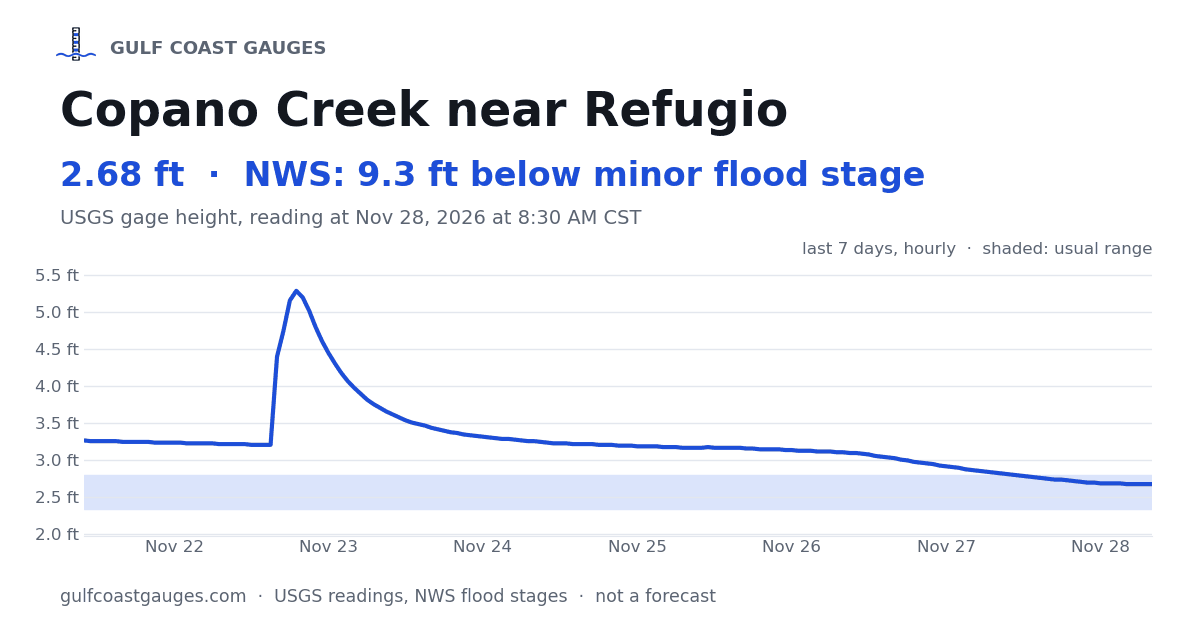 GULF COAST GAUGES
Copano Creek near Refugio
2.68 ft · NWS: 9.3 ft below minor flood stage
USGS gage height, reading at Nov 28, 2026 at 8:30 AM CST
last 7 days, hourly · shaded: usual range
5.5 ft
5.0 ft
4.5 ft
4.0 ft
3.5 ft
3.0 ft
2.5 ft
2.0 ft
Nov 22 Nov 23 Nov 24 Nov 25 Nov 26 Nov 27 Nov 28
gulfcoastgauges.com · USGS readings, NWS flood stages · not a forecast